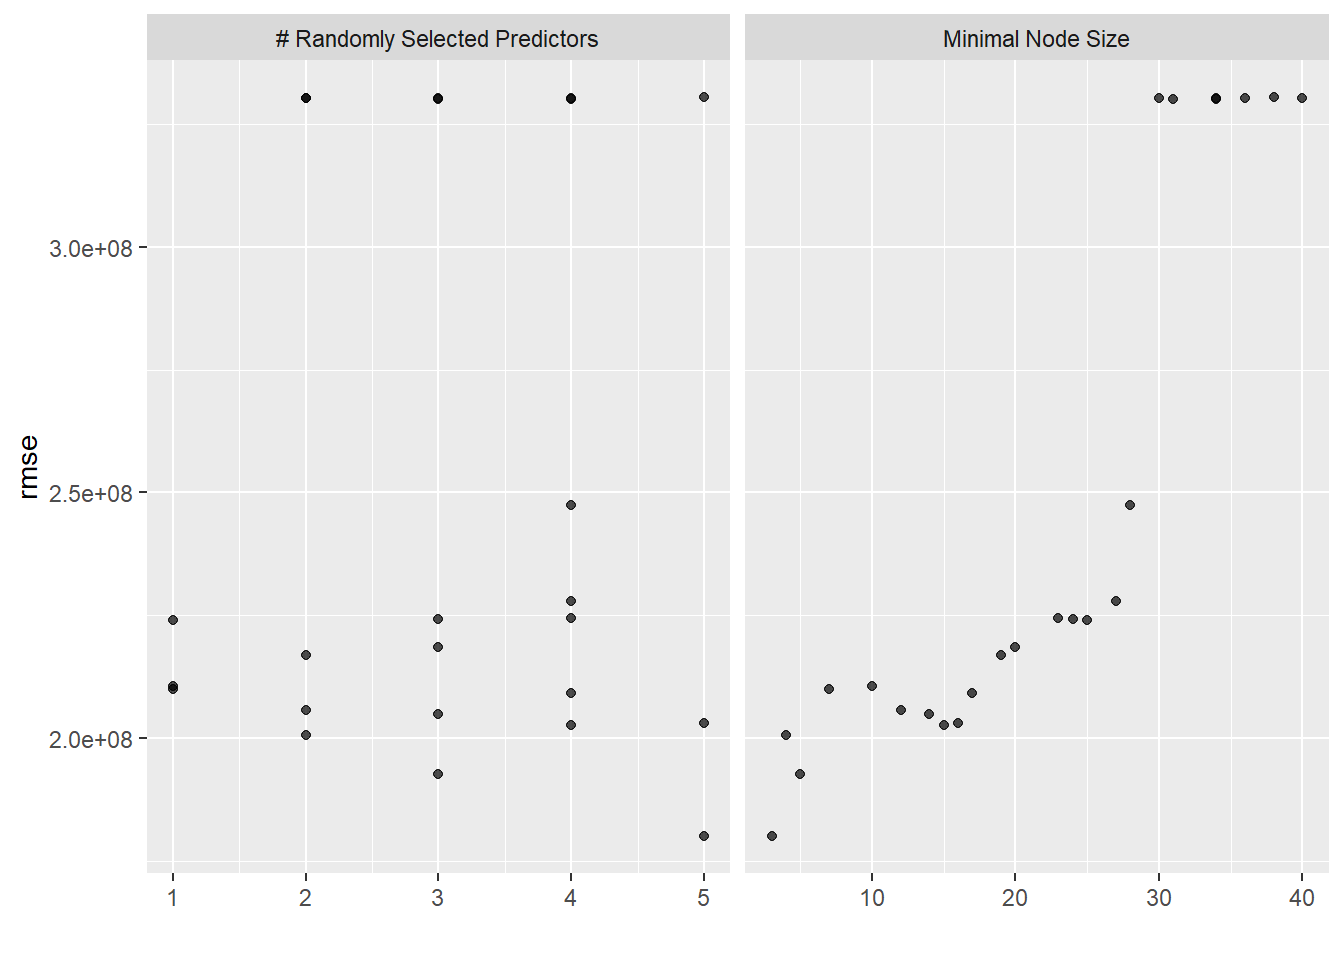 # Randomly Selected Predictors
Minimal Node Size
rmse
3.0e+08
2.5e+08
2.0e+08
1 2 3 4 5
10 20 30 40